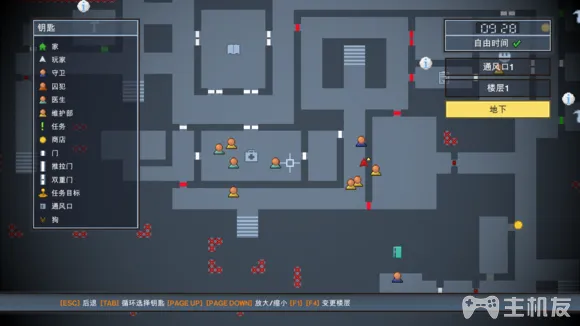 钥匙
家
玩家
守卫
囚犯
医生
维护部
任务
商店
门
推拉门
双重门
任务目标
通风口
狗
09:28
自由时间
通风口1
楼层1
地下
[ESC] 后退 [TAB] 循环选择钥匙 [PAGE UP] [PAGE DOWN] 放大/缩小 [F1] [F4] 变更楼层
主机友